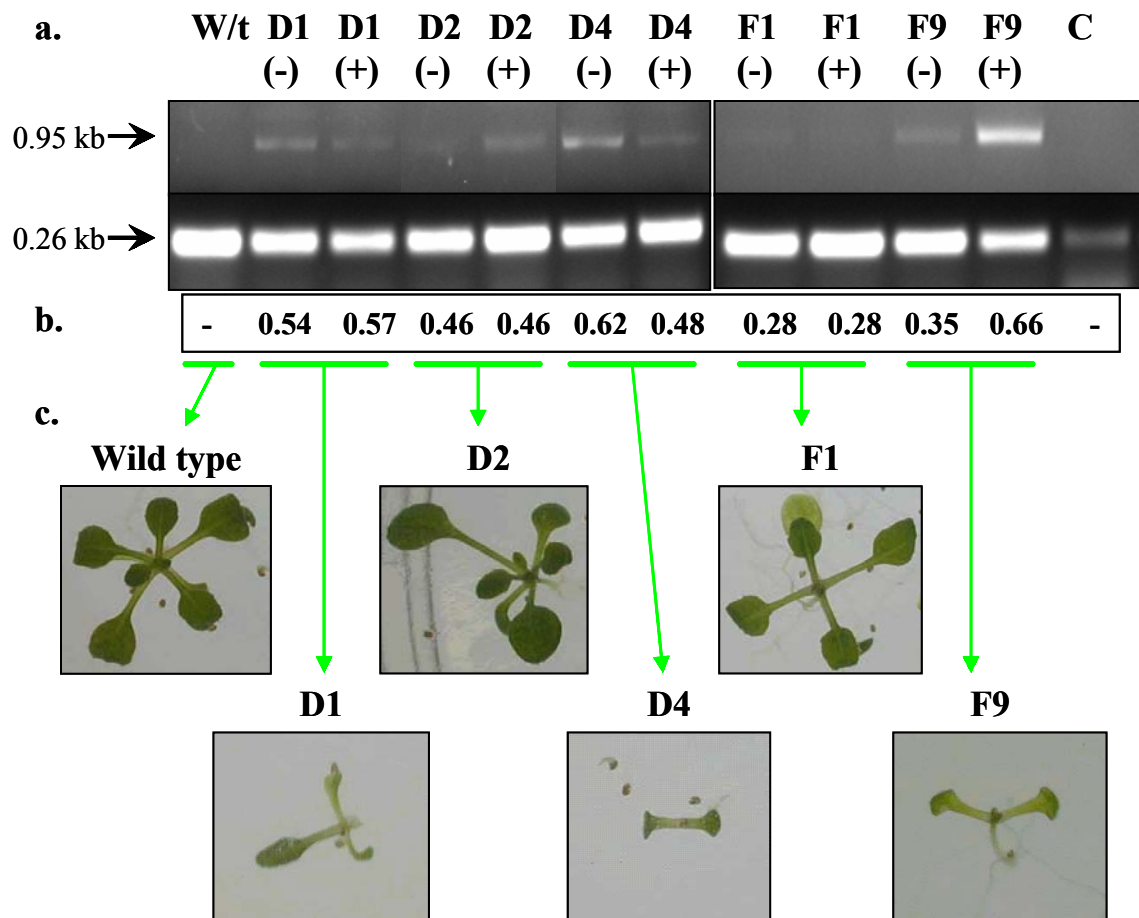 a. W/t D1 D1 D2 D2 D4 D4 F1 F1 F9 F9 C
(-) (+) (-) (+) (-) (+) (-) (+) (-) (+)
0.95 kb
0.26 kb
b. - 0.54 0.57 0.46 0.46 0.62 0.48 0.28 0.28 0.35 0.66 -
c.
Wild type D2 F1
D1 D4 F9